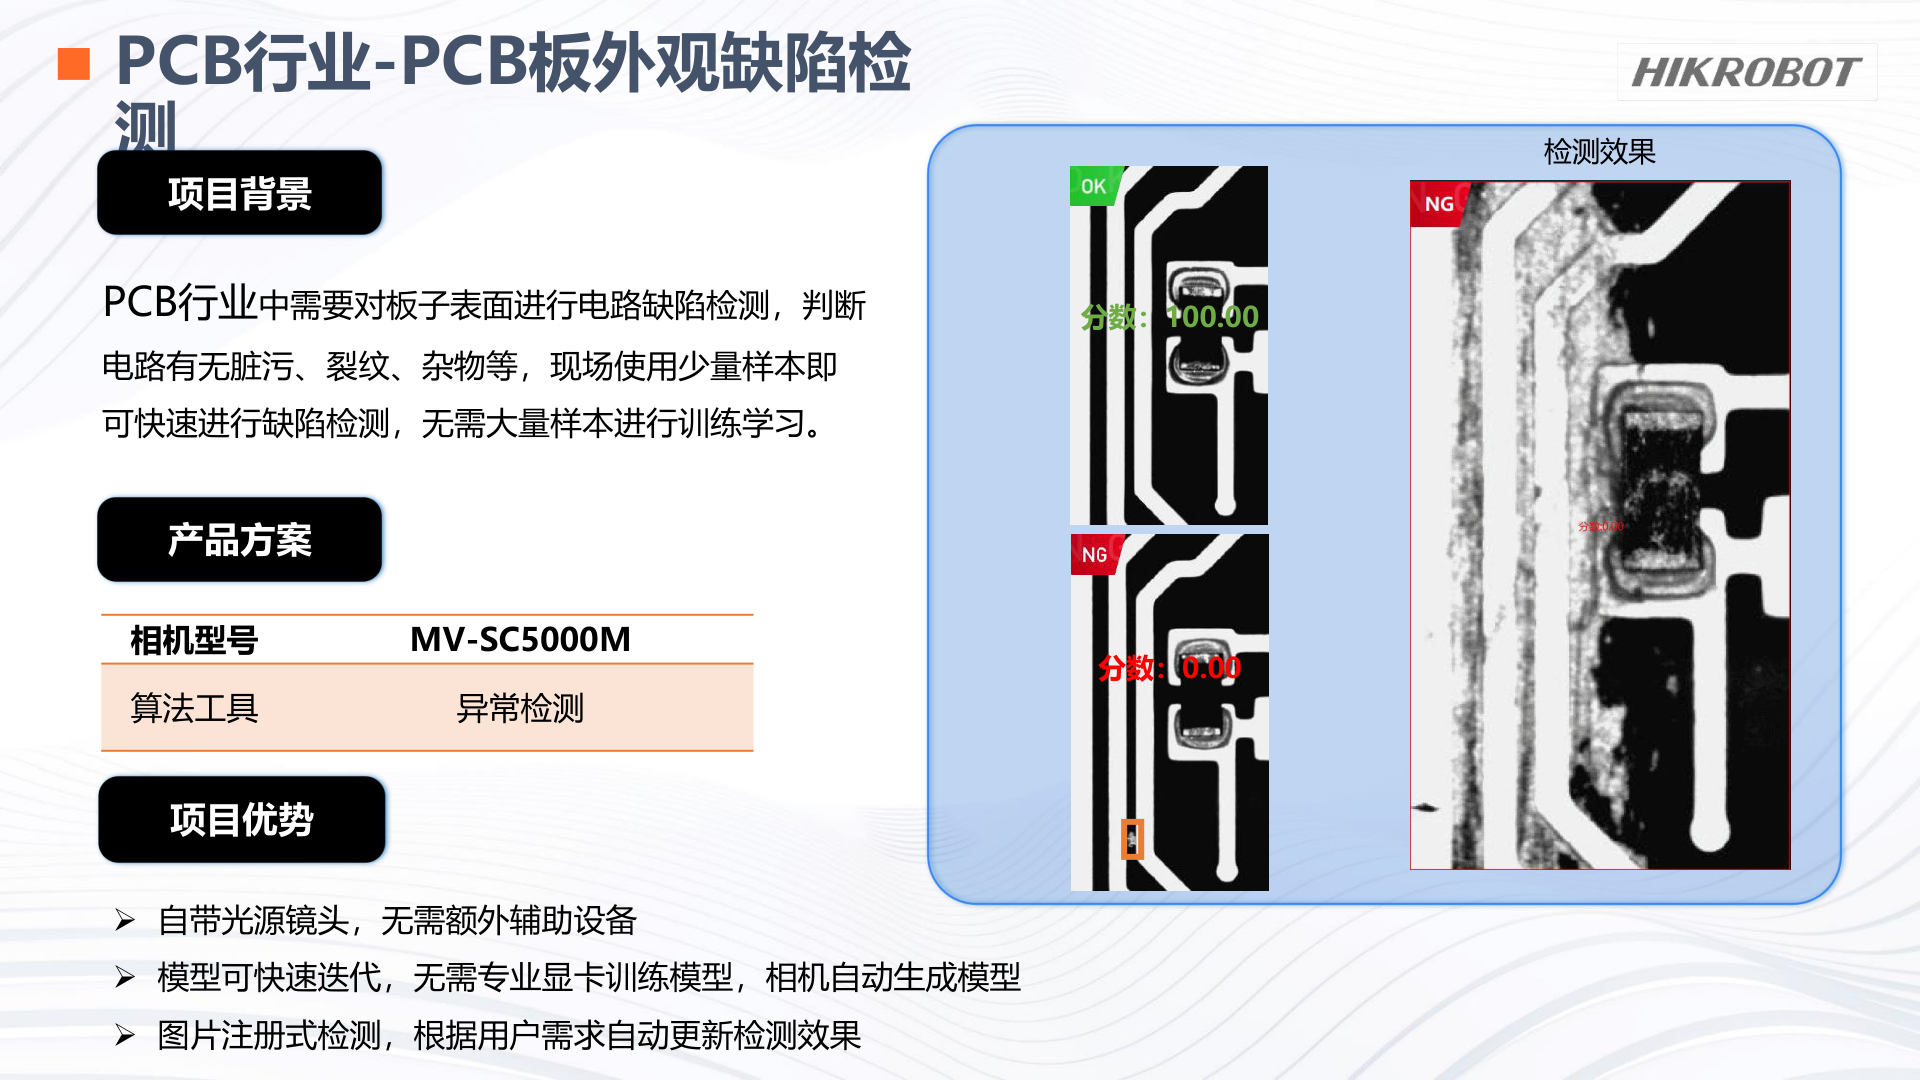 PCB行业-PCB板外观缺陷检
测
HIKROBOT
项目背景
PCB行业中需要对板子表面进行电路缺陷检测，判断
电路有无脏污、裂纹、杂物等，现场使用少量样本即
可快速进行缺陷检测，无需大量样本进行训练学习。
产品方案
相机型号 MV-SC5000M
算法工具 异常检测
项目优势
自带光源镜头，无需额外辅助设备
模型可快速迭代，无需专业显卡训练模型，相机自动生成模型
图片注册式检测，根据用户需求自动更新检测效果
检测效果
OK
分数：100.00
NG
分数：0.00
NG
分数:0.00